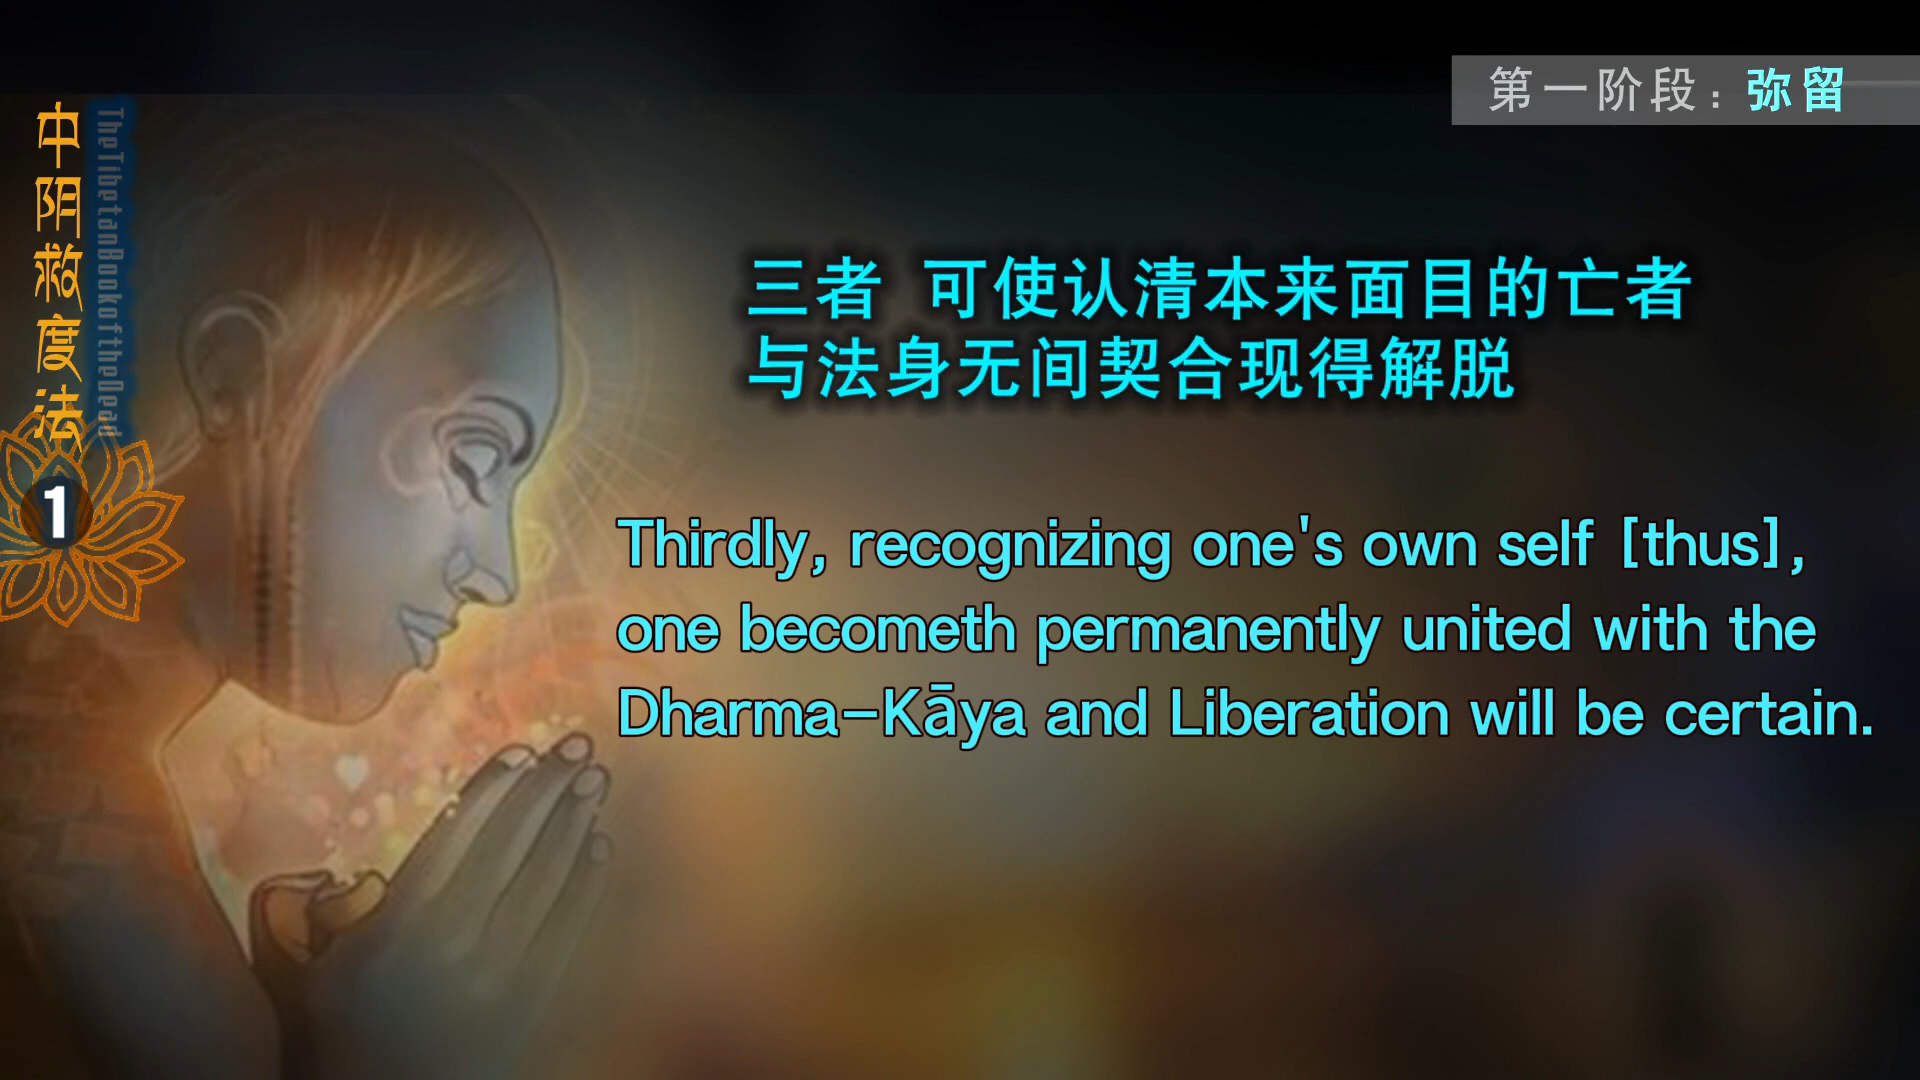 第一阶段：弥留
中阴救度法
TheTibetanBookoftheDead
1
三者 可使认清本来面目的亡者
与法身无间契合现得解脱
Thirdly, recognizing one's own self [thus],
one becometh permanently united with the
Dharma-Kāya and Liberation will be certain.